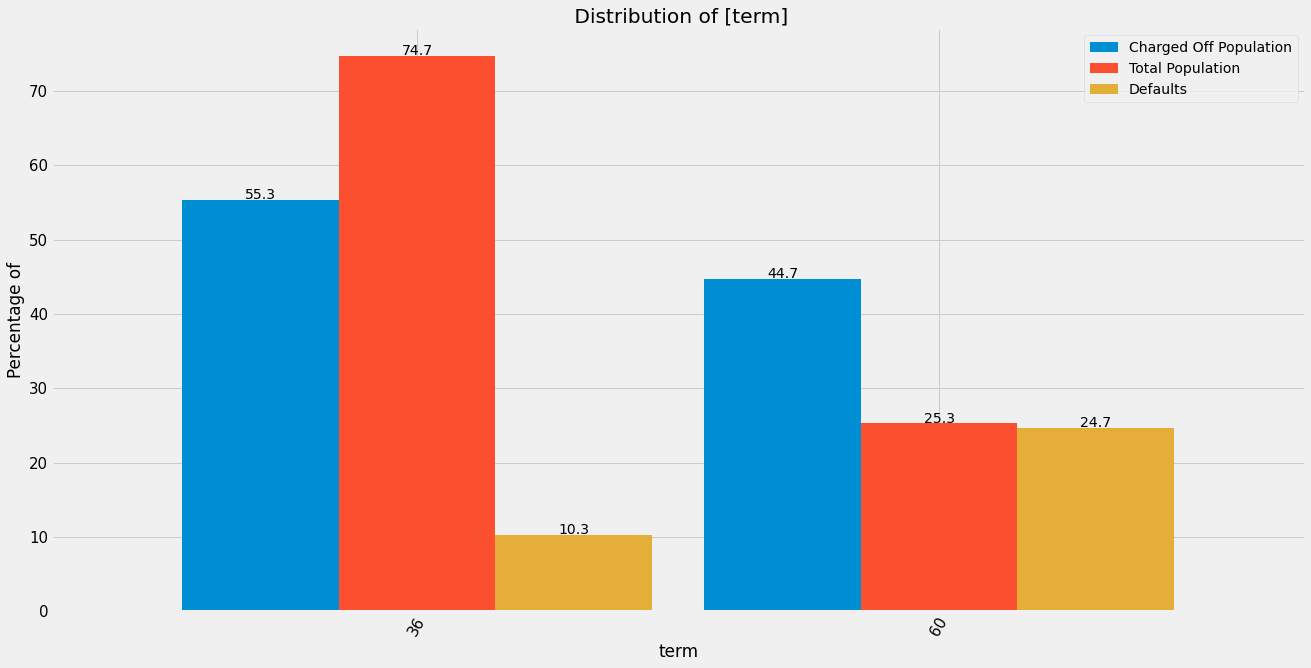 Distribution of [term]
Charged Off Population
Total Population
Defaults
Percentage of
70
60
50
40
30
20
10
0
55.3
74.7
10.3
44.7
25.3
24.7
36
60
term